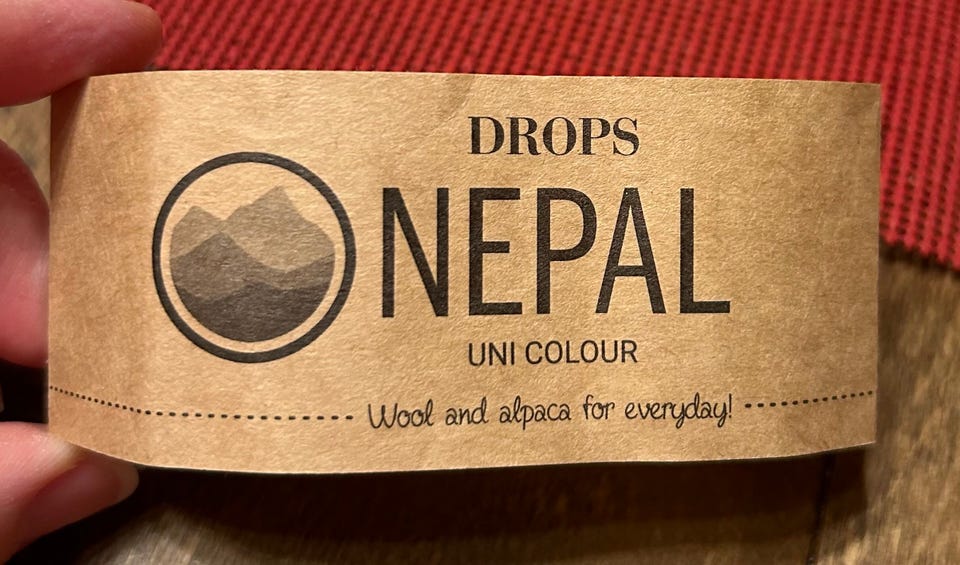 DROPS
NEPAL
UNI COLOUR
Wool and alpaca for everyday!